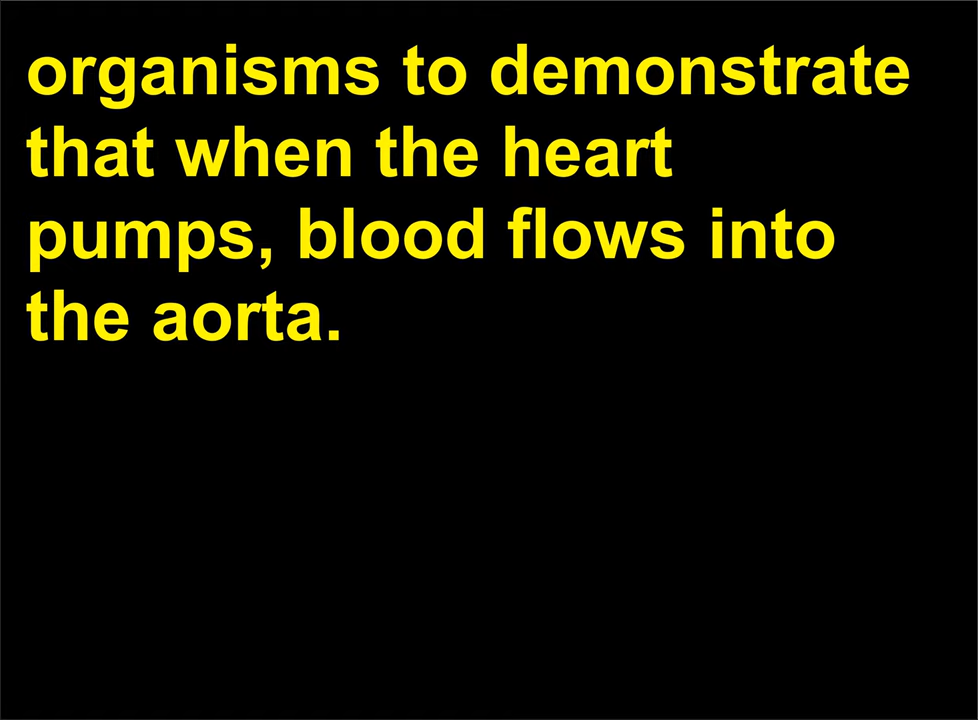 organisms to demonstrate
that when the heart
pumps, blood flows into
the aorta.